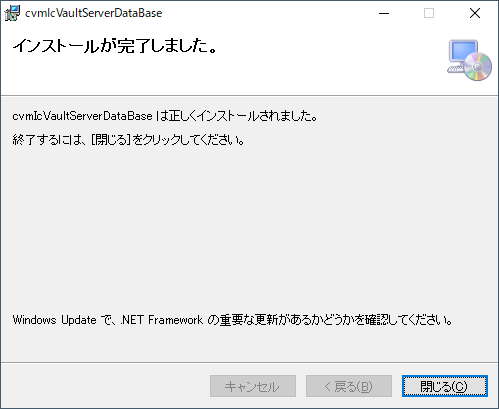 cvmIcVaultServerDataBase
インストールが完了しました。
cvmIcVaultServerDataBase は正しくインストールされました。
終了するには、[閉じる]をクリックしてください。
Windows Update で、.NET Framework の重要な更新があるかどうかを確認してください。
キャンセル
< 戻る(B)
閉じる(C)